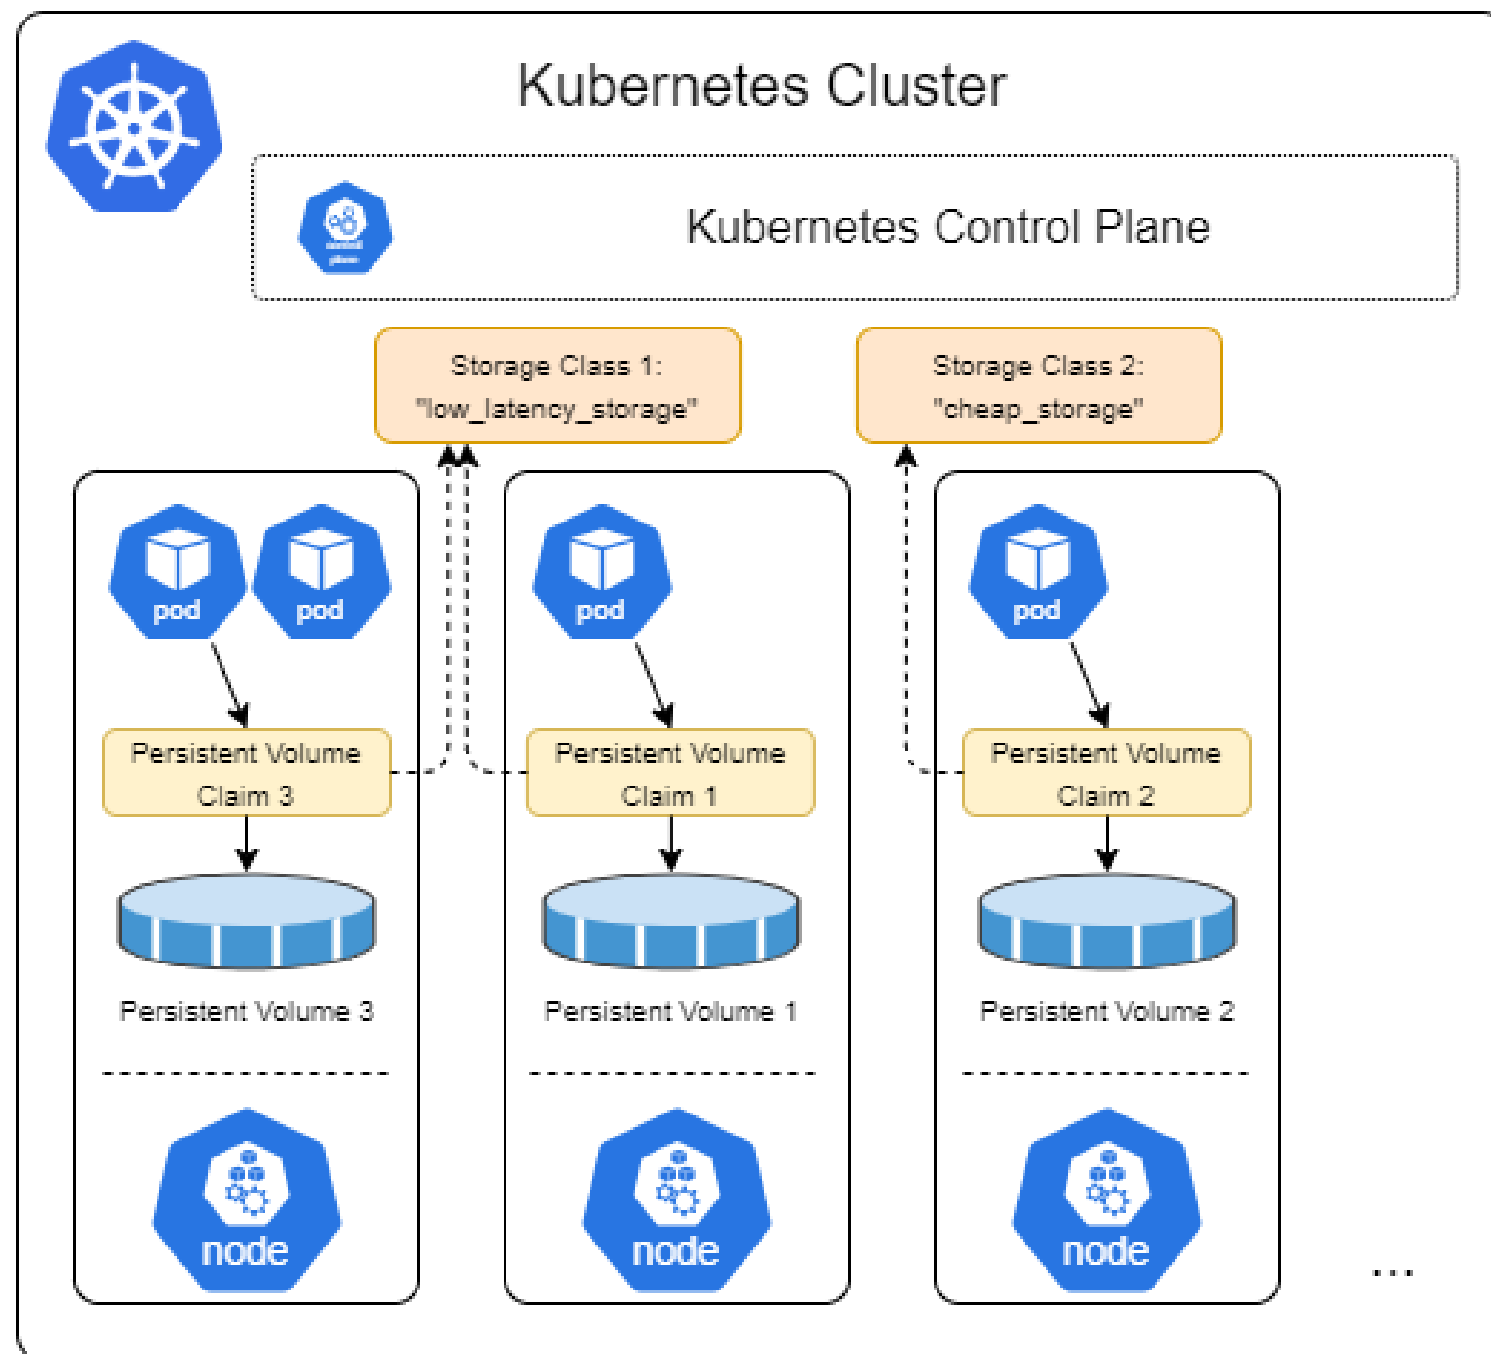 Kubernetes Cluster
control
plane
Kubernetes Control Plane
Storage Class 1:
"low_latency_storage"
Storage Class 2:
"cheap_storage"
pod
pod
pod
pod
Persistent Volume
Claim 3
Persistent Volume
Claim 1
Persistent Volume
Claim 2
Persistent Volume 3
Persistent Volume 1
Persistent Volume 2
node
node
node
...